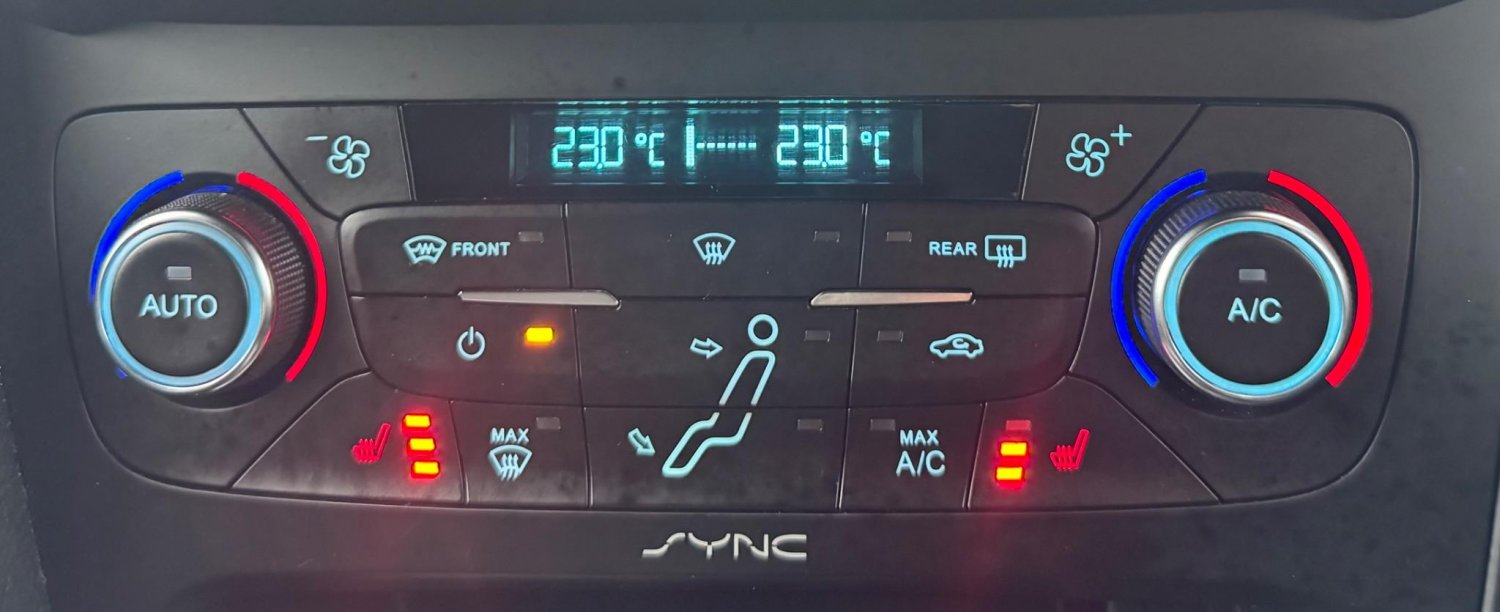 23.0 °C 23.0 °C
FRONT
REAR
AUTO
A/C
MAX
MAX
A/C
SYNC